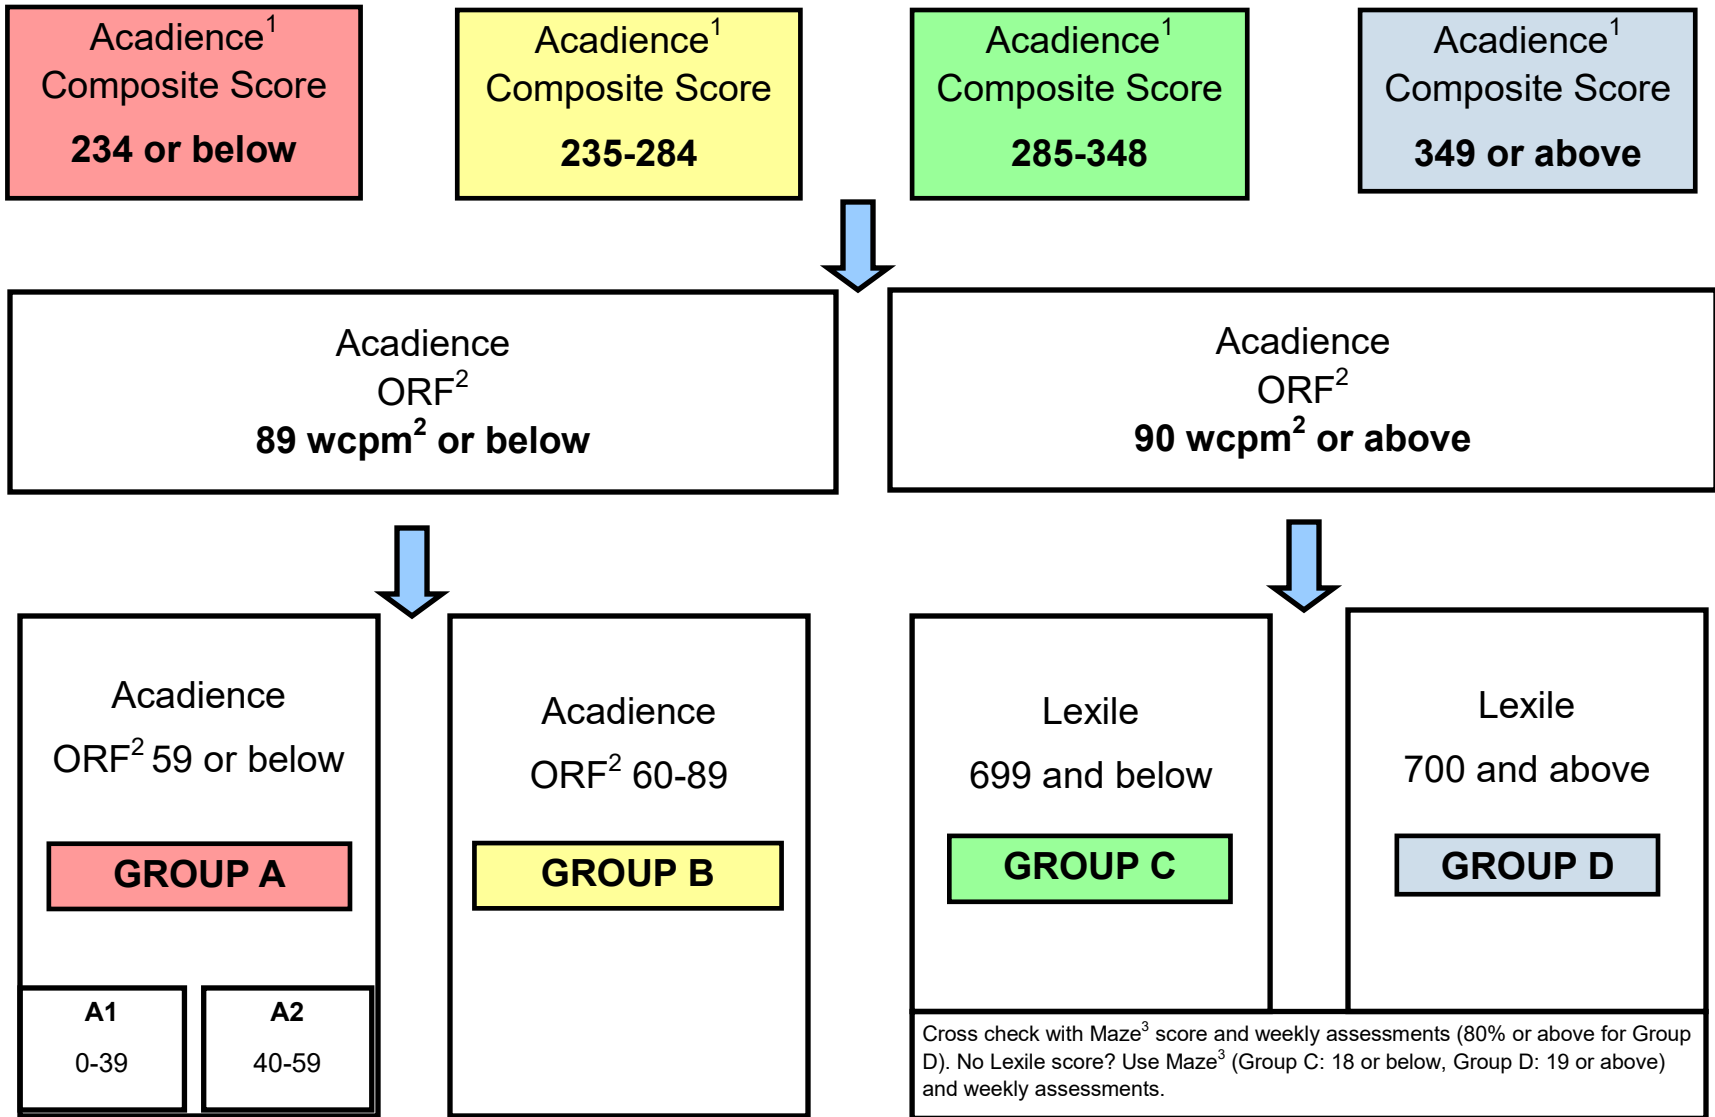 Acadience¹
Composite Score
234 or below
Acadience¹
Composite Score
235-284
Acadience¹
Composite Score
285-348
Acadience¹
Composite Score
349 or above
Acadience
ORF²
89 wcpm² or below
Acadience
ORF²
90 wcpm² or above
Acadience
ORF² 59 or below
GROUP A
A1
0-39
A2
40-59
Acadience
ORF² 60-89
GROUP B
Lexile
699 and below
GROUP C
Lexile
700 and above
GROUP D
Cross check with Maze³ score and weekly assessments (80% or above for Group
D). No Lexile score? Use Maze³ (Group C: 18 or below, Group D: 19 or above)
and weekly assessments.